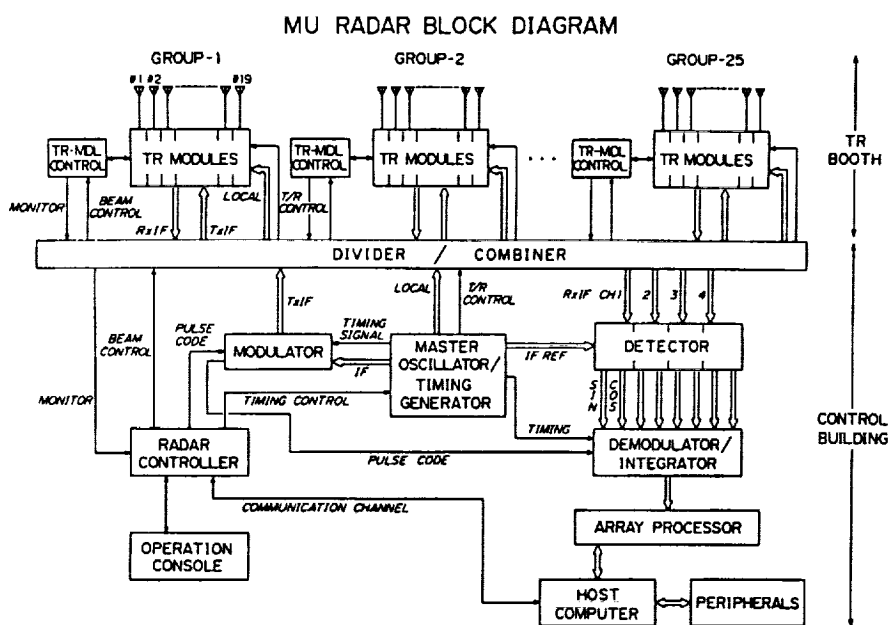 MU RADAR BLOCK DIAGRAM
GROUP-1
GROUP-2
GROUP-25
#1 #2 #19
TR-MDL
CONTROL
TR MODULES
TR-MDL
CONTROL
TR MODULES
. . .
TR-MDL
CONTROL
TR MODULES
TR
BOOTH
MONITOR
BEAM
CONTROL
RxIF
TxIF
LOCAL
T/R
CONTROL
DIVIDER / COMBINER
TxIF
LOCAL
T/R
CONTROL
RxIF CH1 2 3 4
BEAM
CONTROL
PULSE
CODE
MODULATOR
TIMING
SIGNAL
IF
MASTER
OSCILLATOR/
TIMING
GENERATOR
IF REF
DETECTOR
MONITOR
TIMING CONTROL
SIN
COS
TIMING
CONTROL
BUILDING
RADAR
CONTROLLER
PULSE CODE
DEMODULATOR/
INTEGRATOR
COMMUNICATION CHANNEL
ARRAY PROCESSOR
OPERATION
CONSOLE
HOST
COMPUTER
PERIPHERALS